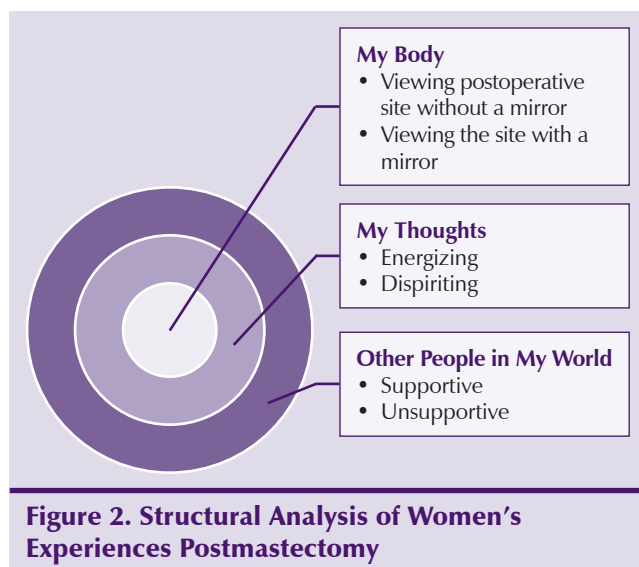 My Body
• Viewing postoperative
site without a mirror
• Viewing the site with a
mirror
My Thoughts
• Energizing
• Dispiriting
Other People in My World
• Supportive
• Unsupportive
Figure 2. Structural Analysis of Women’s
Experiences Postmastectomy